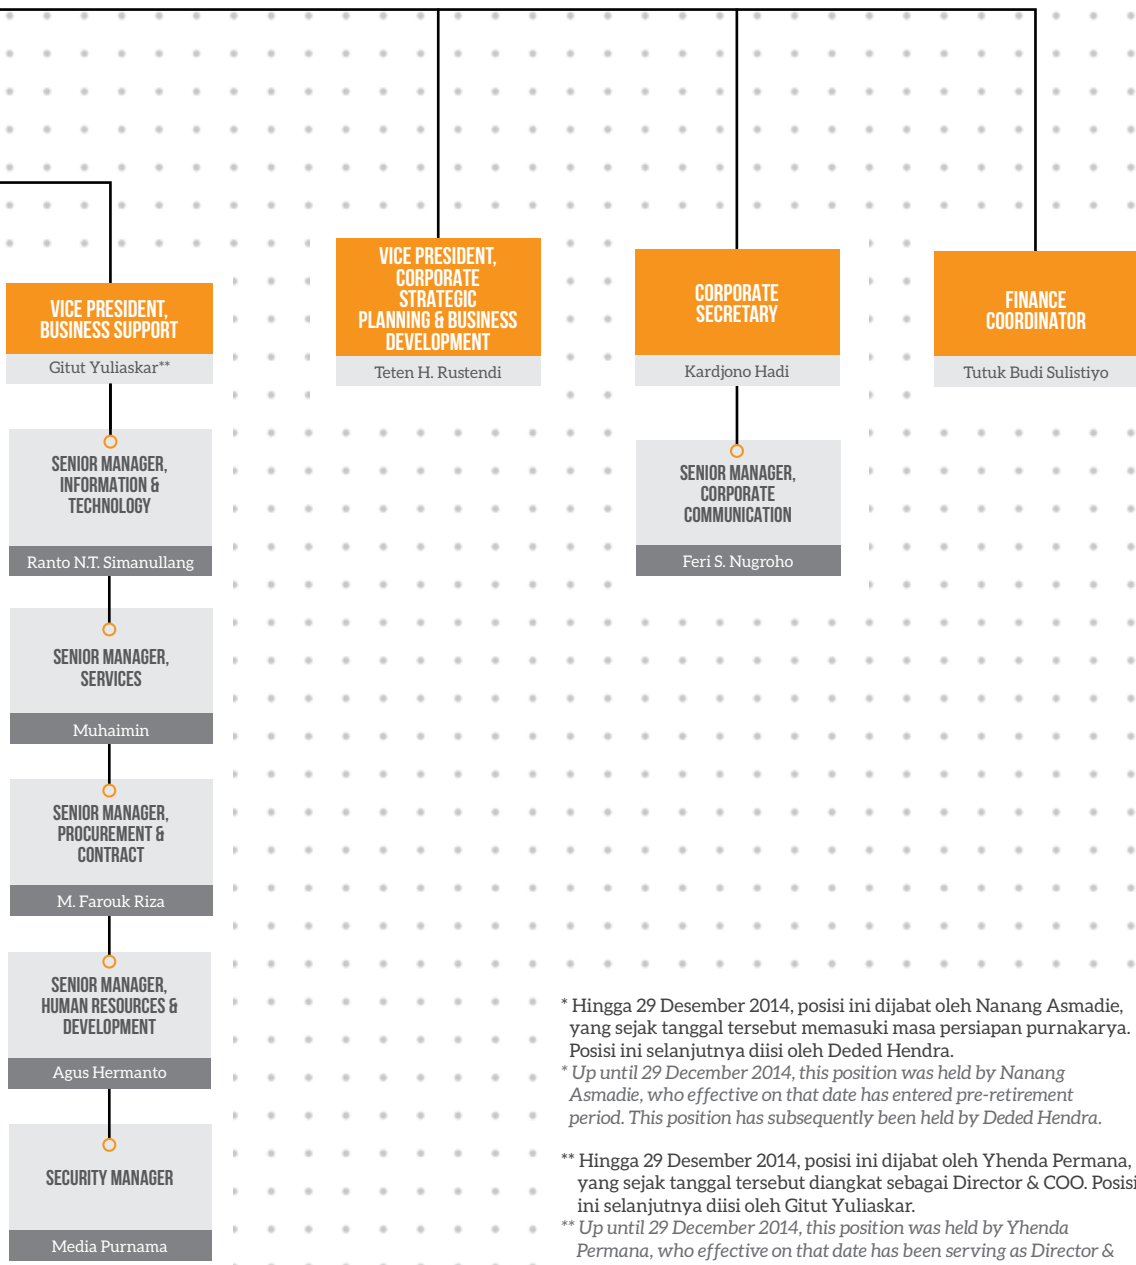 VICE PRESIDENT,
BUSINESS SUPPORT
Gitut Yuliaskar**
SENIOR MANAGER,
INFORMATION &
TECHNOLOGY
Ranto N.T. Simanullang
SENIOR MANAGER,
SERVICES
Muhaimin
SENIOR MANAGER,
PROCUREMENT &
CONTRACT
M. Farouk Riza
SENIOR MANAGER,
HUMAN RESOURCES &
DEVELOPMENT
Agus Hermanto
SECURITY MANAGER
Media Purnama
VICE PRESIDENT,
CORPORATE
STRATEGIC
PLANNING & BUSINESS
DEVELOPMENT
Teten H. Rustendi
CORPORATE
SECRETARY
Kardjono Hadi
SENIOR MANAGER,
CORPORATE
COMMUNICATION
Feri S. Nugroho
FINANCE
COORDINATOR
Tutuk Budi Sulistiyo
* Hingga 29 Desember 2014, posisi ini dijabat oleh Nanang Asmadie,
yang sejak tanggal tersebut memasuki masa persiapan purnakarya.
Posisi ini selanjutnya diisi oleh Deded Hendra.
* Up until 29 December 2014, this position was held by Nanang
Asmadie, who effective on that date has entered pre-retirement
period. This position has subsequently been held by Deded Hendra.
** Hingga 29 Desember 2014, posisi ini dijabat oleh Yhenda Permana,
yang sejak tanggal tersebut diangkat sebagai Director & COO. Posisi
ini selanjutnya diisi oleh Gitut Yuliaskar.
** Up until 29 December 2014, this position was held by Yhenda
Permana, who effective on that date has been serving as Director &